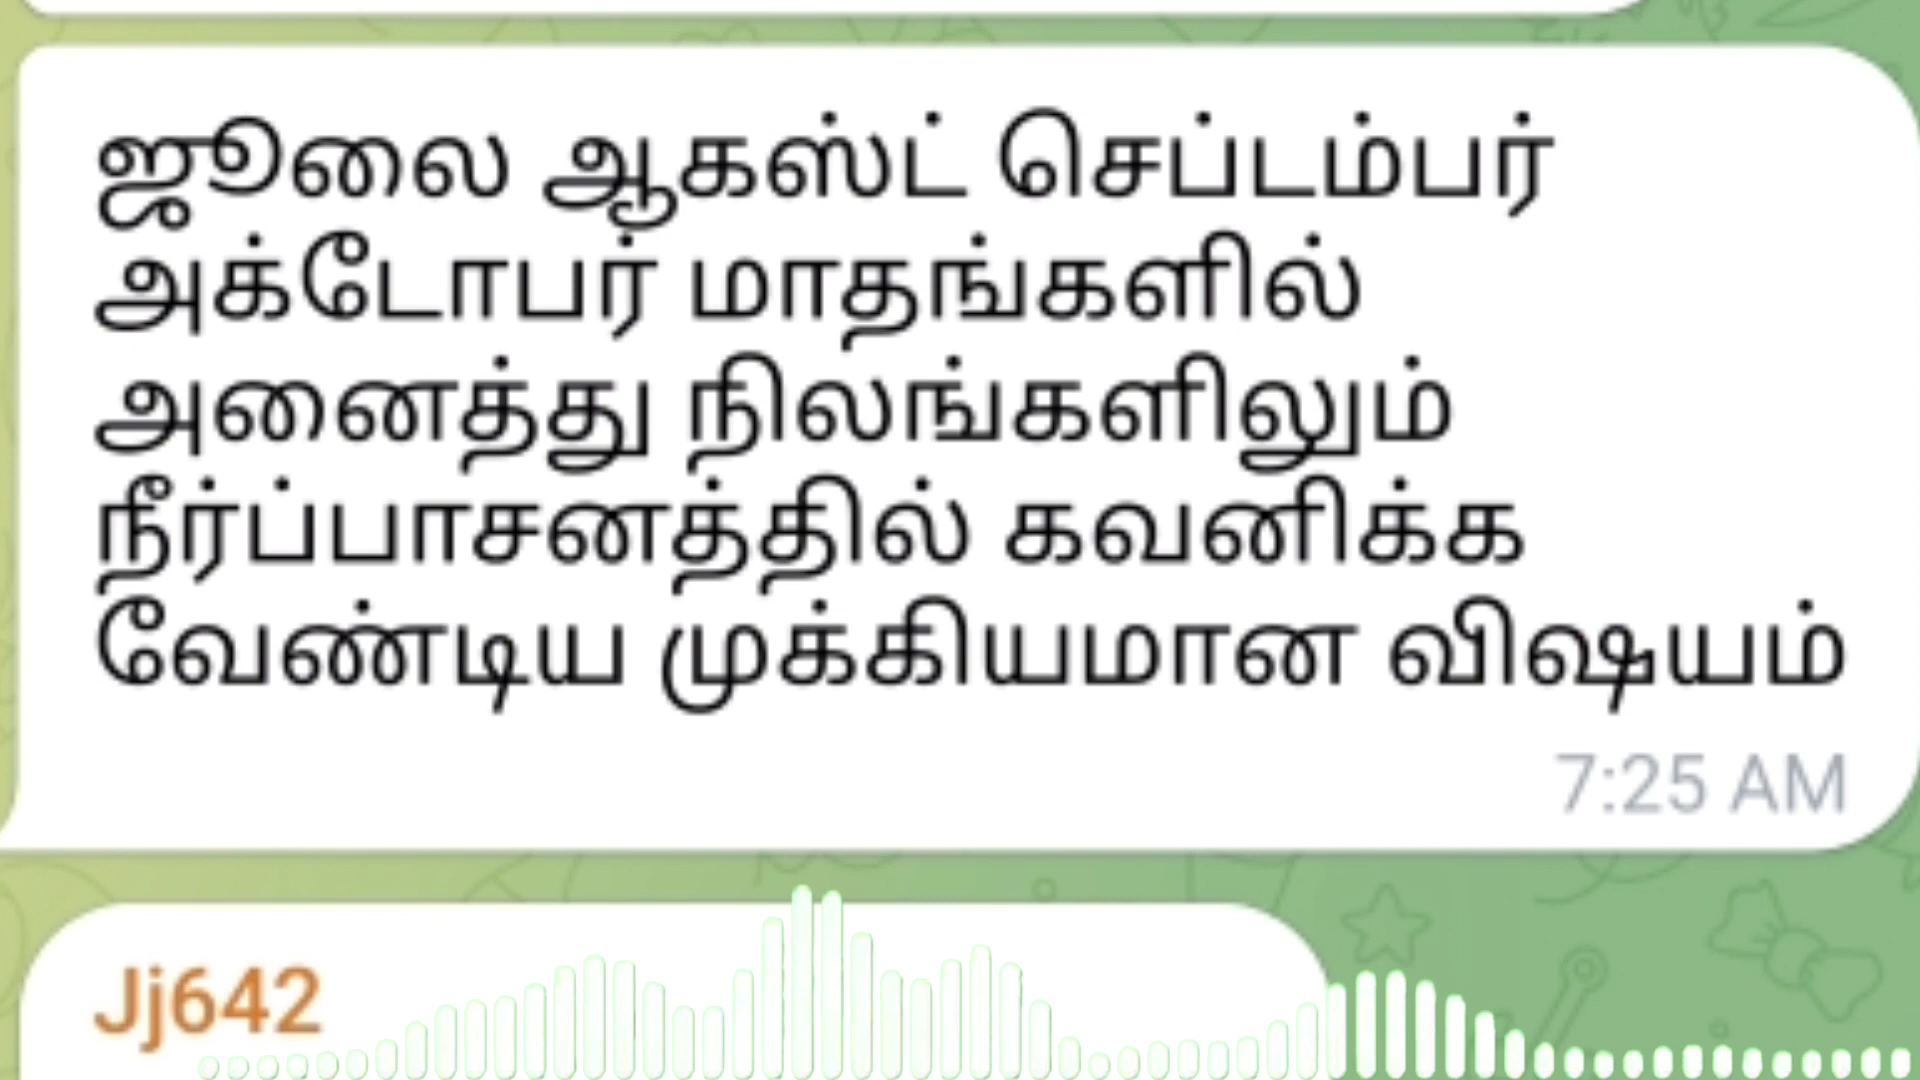 ஜூலை ஆகஸ்ட் செப்டம்பர்
அக்டோபர் மாதங்களில்
அனைத்து நிலங்களிலும்
நீர்ப்பாசனத்தில் கவனிக்க
வேண்டிய முக்கியமான விஷயம்
7:25 AM
Jj642